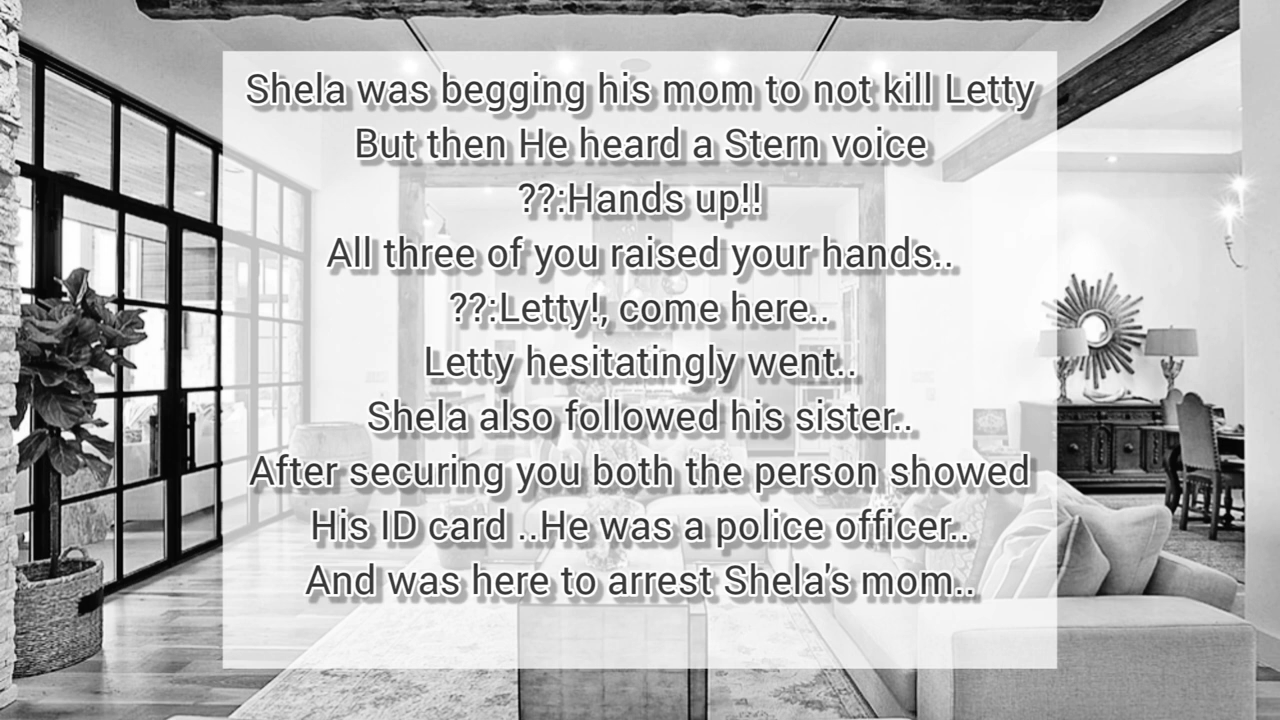 Shela was begging his mom to not kill Letty
But then He heard a Stern voice
??:Hands up!!
All three of you raised your hands..
??:Letty!, come here..
Letty hesitatingly went..
Shela also followed his sister..
After securing you both the person showed
His ID card ..He was a police officer..
And was here to arrest Shela's mom..